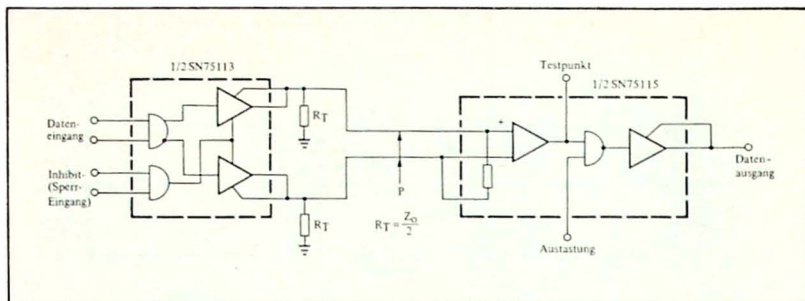 1/2 SN75113
Testpunkt
1/2 SN75115
Daten-
eingang
Inhibit-
(Sperr-
Eingang)
R_T
R_T
P
R_T = Z_0/2
+
Daten-
ausgang
Austastung